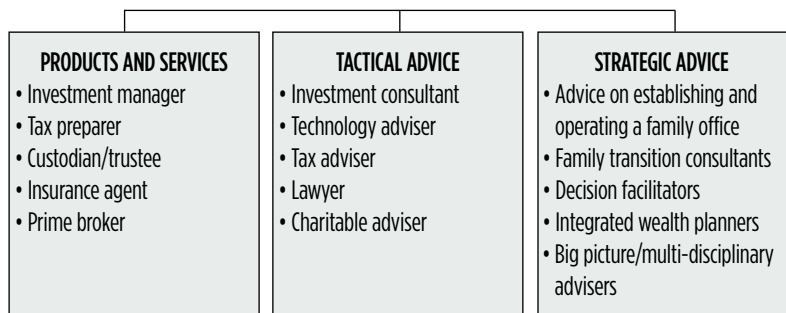 PRODUCTS AND SERVICES
• Investment manager
• Tax preparer
• Custodian/trustee
• Insurance agent
• Prime broker
TACTICAL ADVICE
• Investment consultant
• Technology adviser
• Tax adviser
• Lawyer
• Charitable adviser
STRATEGIC ADVICE
• Advice on establishing and
operating a family office
• Family transition consultants
• Decision facilitators
• Integrated wealth planners
• Big picture/multi-disciplinary
advisers